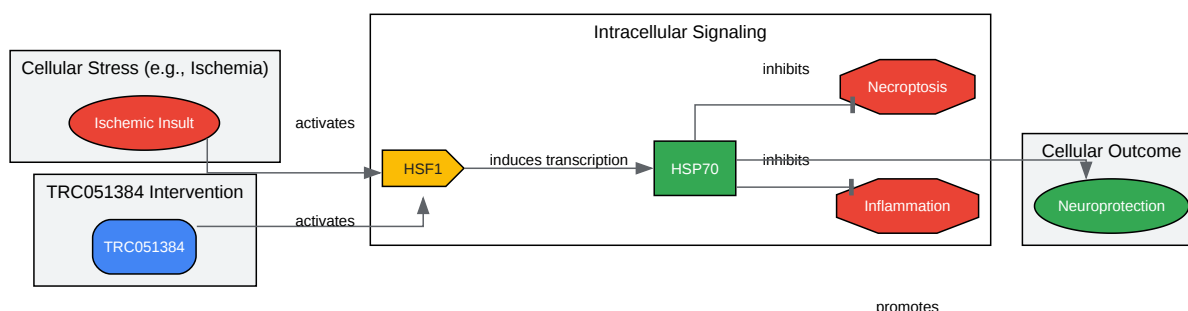 Intracellular Signaling
Cellular Stress (e.g., Ischemia)
inhibits
Necroptosis
Ischemic Insult
activates
Cellular Outcome
HSF1
induces transcription
HSP70
inhibits
TRC051384 Intervention
Inflammation
Neuroprotection
activates
TRC051384
promotes